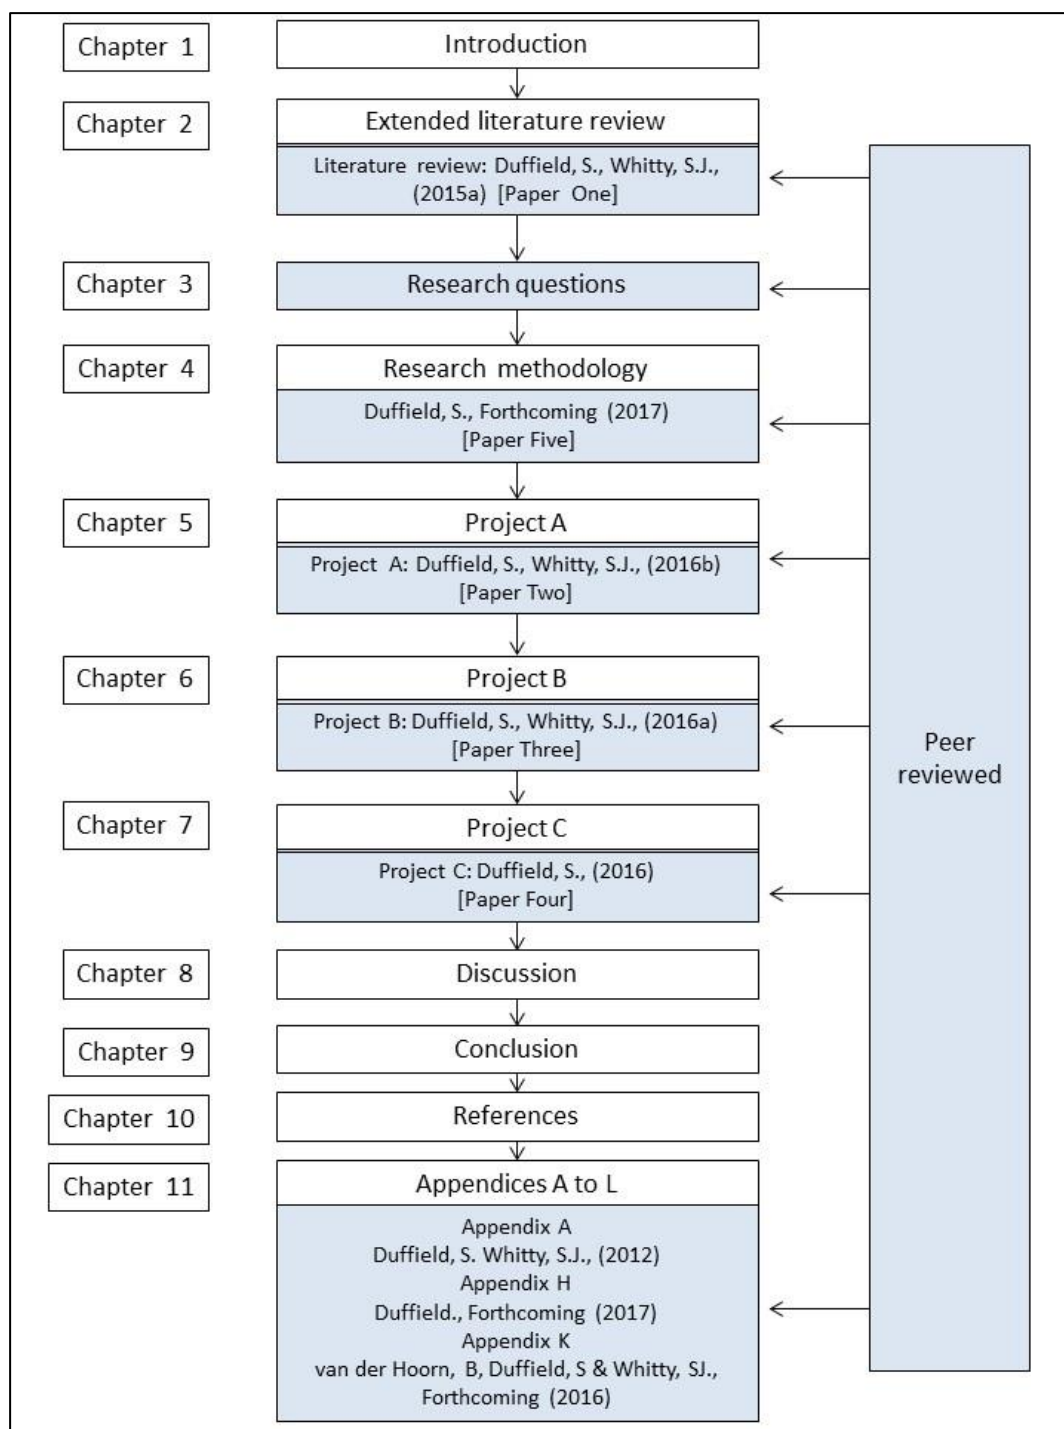 Chapter 1
Introduction
Chapter 2
Extended literature review
Literature review: Duffield, S., Whitty, S.J.,
(2015a) [Paper One]
Chapter 3
Research questions
Chapter 4
Research methodology
Duffield, S., Forthcoming (2017)
[Paper Five]
Chapter 5
Project A
Project A: Duffield, S., Whitty, S.J., (2016b)
[Paper Two]
Chapter 6
Project B
Project B: Duffield, S., Whitty, S.J., (2016a)
[Paper Three]
Chapter 7
Project C
Project C: Duffield, S., (2016)
[Paper Four]
Chapter 8
Discussion
Chapter 9
Conclusion
Chapter 10
References
Chapter 11
Appendices A to L
Appendix A
Duffield, S. Whitty, S.J., (2012)
Appendix H
Duffield., Forthcoming (2017)
Appendix K
van der Hoorn, B, Duffield, S & Whitty, SJ.,
Forthcoming (2016)
Peer
reviewed